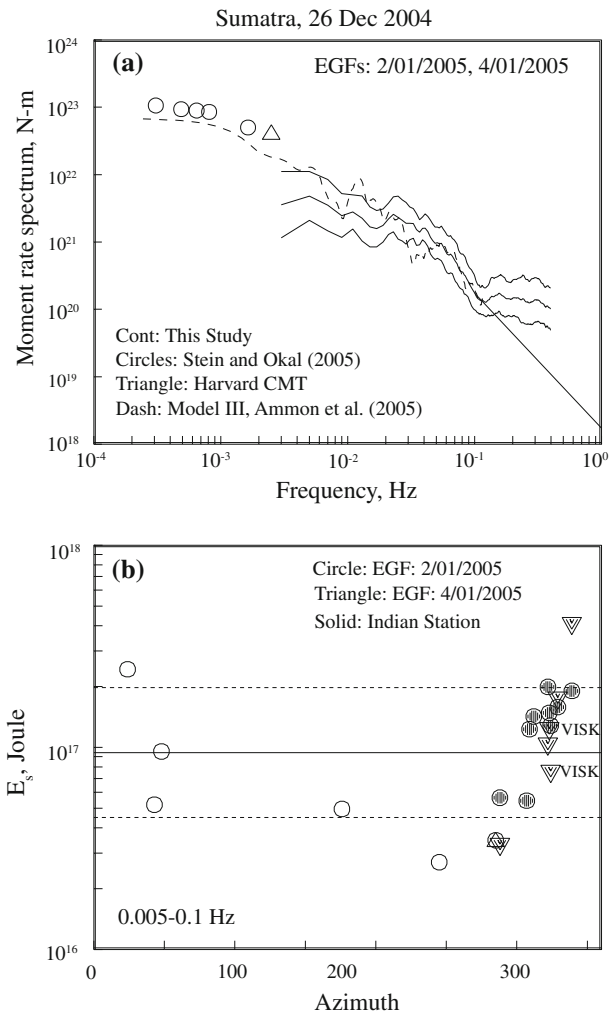 Sumatra, 26 Dec 2004
(a)
EGFs: 2/01/2005, 4/01/2005
Moment rate spectrum, N-m
10^24
10^23
10^22
10^21
10^20
10^19
10^18
Cont: This Study
Circles: Stein and Okal (2005)
Triangle: Harvard CMT
Dash: Model III, Ammon et al. (2005)
10^-4
10^-3
10^-2
10^-1
10^0
Frequency, Hz
(b)
Circle: EGF: 2/01/2005
Triangle: EGF: 4/01/2005
Solid: Indian Station
E_s, Joule
10^18
10^17
10^16
VISK
VISK
0.005-0.1 Hz
0
100
200
300
Azimuth